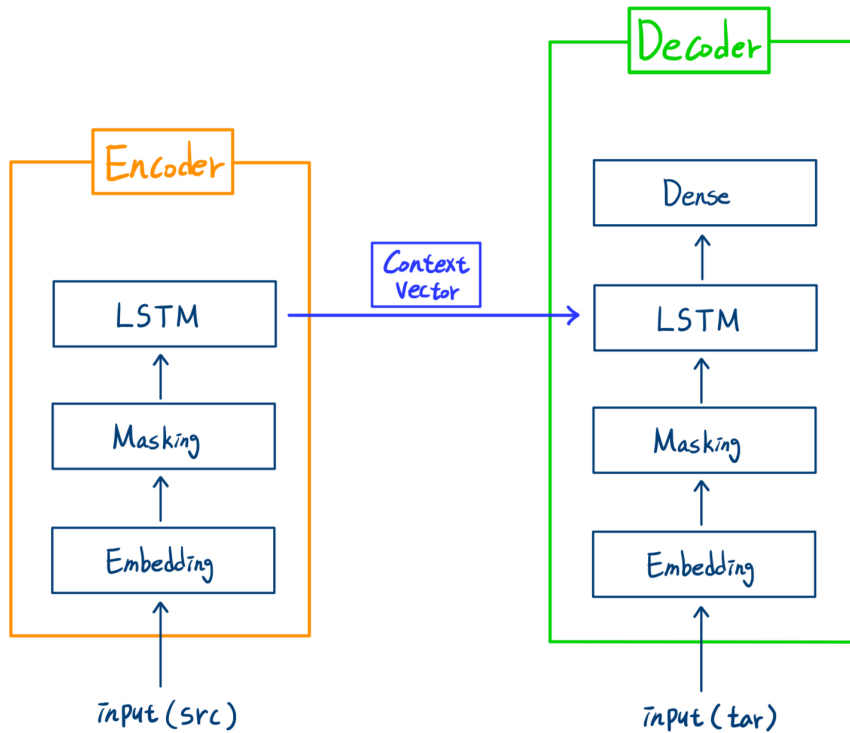 Encoder
LSTM
Masking
Embedding
input(src)
Context
Vector
Decoder
Dense
LSTM
Masking
Embedding
input(tar)